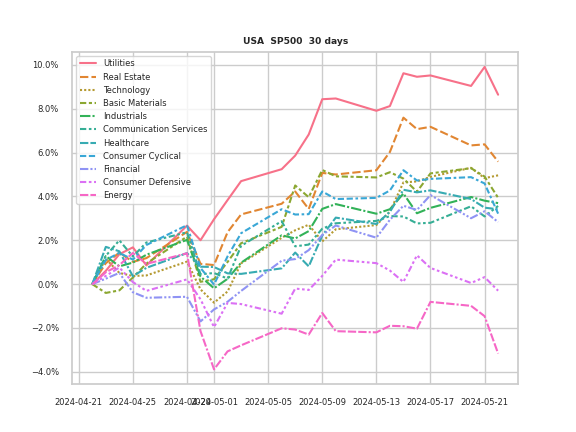 USA SP500 30 days
10.0%
8.0%
6.0%
4.0%
2.0%
0.0%
−2.0%
−4.0%
Utilities
Real Estate
Technology
Basic Materials
Industrials
Communication Services
Healthcare
Consumer Cyclical
Financial
Consumer Defensive
Energy
2024-04-21 2024-04-25 2024-04-29 2024-05-01 2024-05-05 2024-05-09 2024-05-13 2024-05-17 2024-05-21